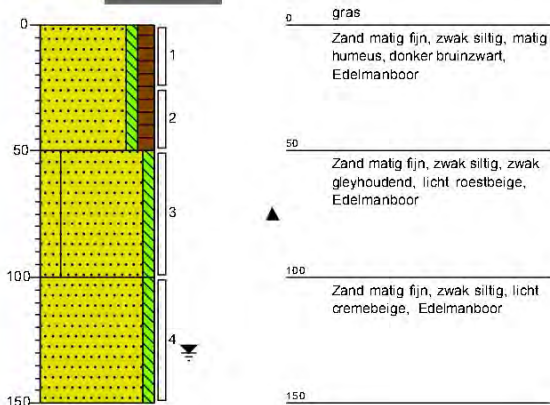 gras
0
0
Zand matig fijn, zwak siltig, matig
humeus, donker bruinzwart,
Edelmanboor
1
2
50
50
Zand matig fijn, zwak siltig, zwak
gleyhoudend, licht roestbeige,
Edelmanboor
3
100
100
Zand matig fijn, zwak siltig, licht
cremebeige, Edelmanboor
4
150
150